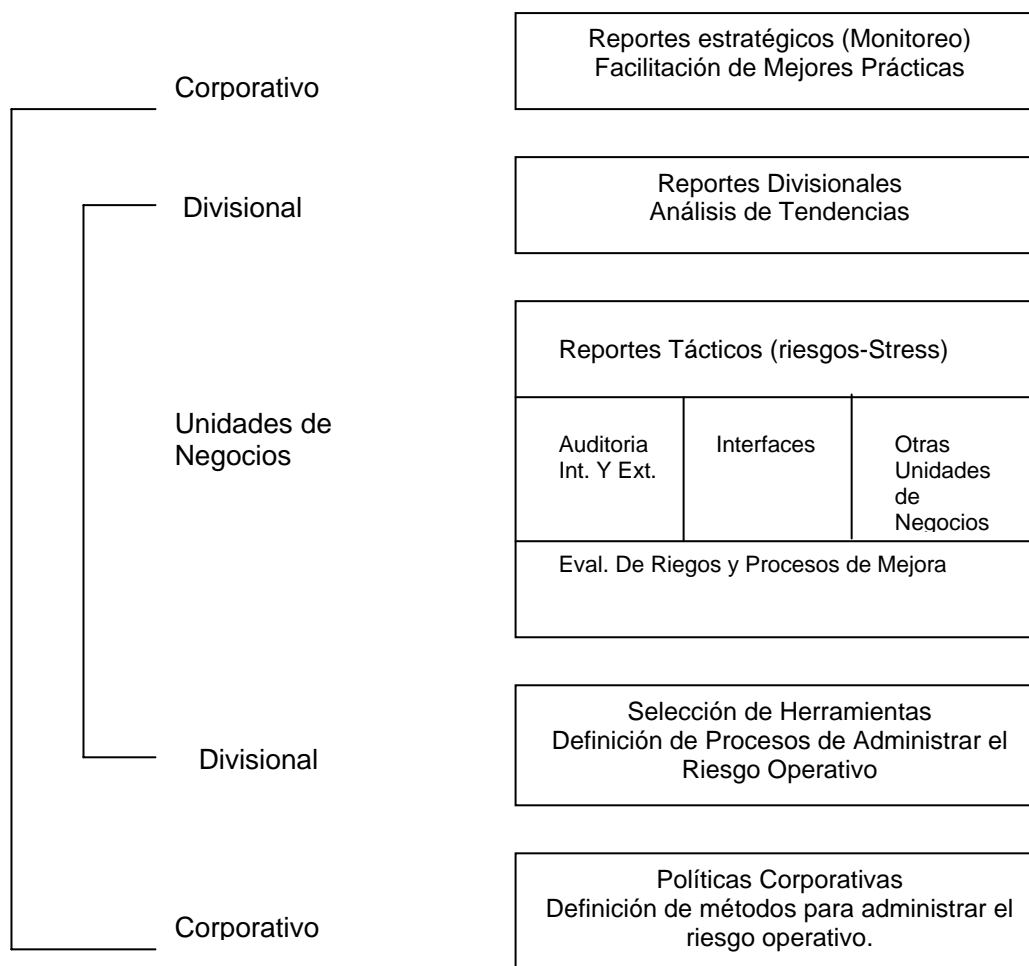 Reportes estratégicos (Monitoreo)
Facilitación de Mejores Prácticas
Corporativo
Reportes Divisionales
Análisis de Tendencias
Divisional
Reportes Tácticos (riesgos-Stress)
Unidades de
Negocios
Auditoria
Int. Y Ext.
Interfaces
Otras
Unidades
de
Negocios
Eval. De Riegos y Procesos de Mejora
Selección de Herramientas
Definición de Procesos de Administrar el
Riesgo Operativo
Divisional
Políticas Corporativas
Definición de métodos para administrar el
riesgo operativo.
Corporativo